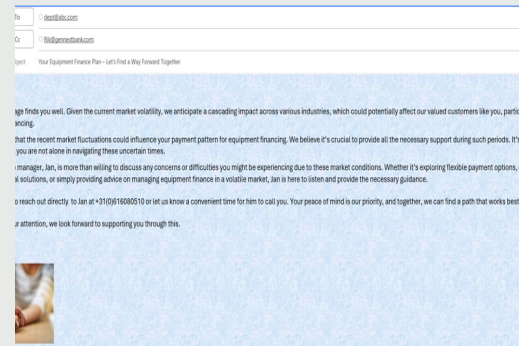 To dept@abc.com
Cc Rik@gennextbank.com
bject Your Equipment Finance Plan – Let's Find a Way Forward Together
age finds you well. Given the current market volatility, we anticipate a cascading impact across various industries, which could potentially affect our valued customers like you, partic
ancing.
that the recent market fluctuations could influence your payment pattern for equipment financing. We believe it's crucial to provide all the necessary support during such periods. It's
you are not alone in navigating these uncertain times.
manager, Jan, is more than willing to discuss any concerns or difficulties you might be experiencing due to these market conditions. Whether it's exploring flexible payment options,
al solutions, or simply providing advice on managing equipment finance in a volatile market, Jan is here to listen and provide the necessary guidance.
o reach out directly to Jan at +31(0)616080510 or let us know a convenient time for him to call you. Your peace of mind is our priority, and together, we can find a path that works best
ur attention, we look forward to supporting you through this.